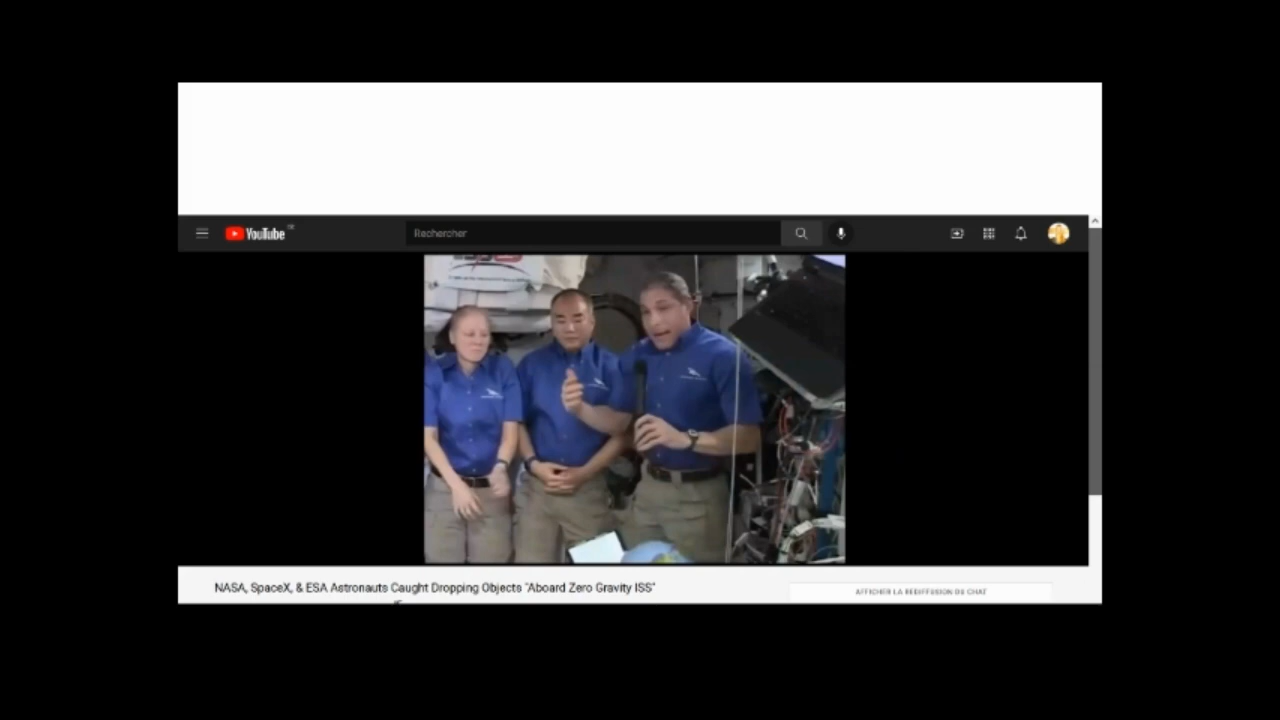 YouTube
Rechercher
NASA, SpaceX, & ESA Astronauts Caught Dropping Objects "Aboard Zero Gravity ISS"
AFFICHER LA REDIFFUSION DU CHAT